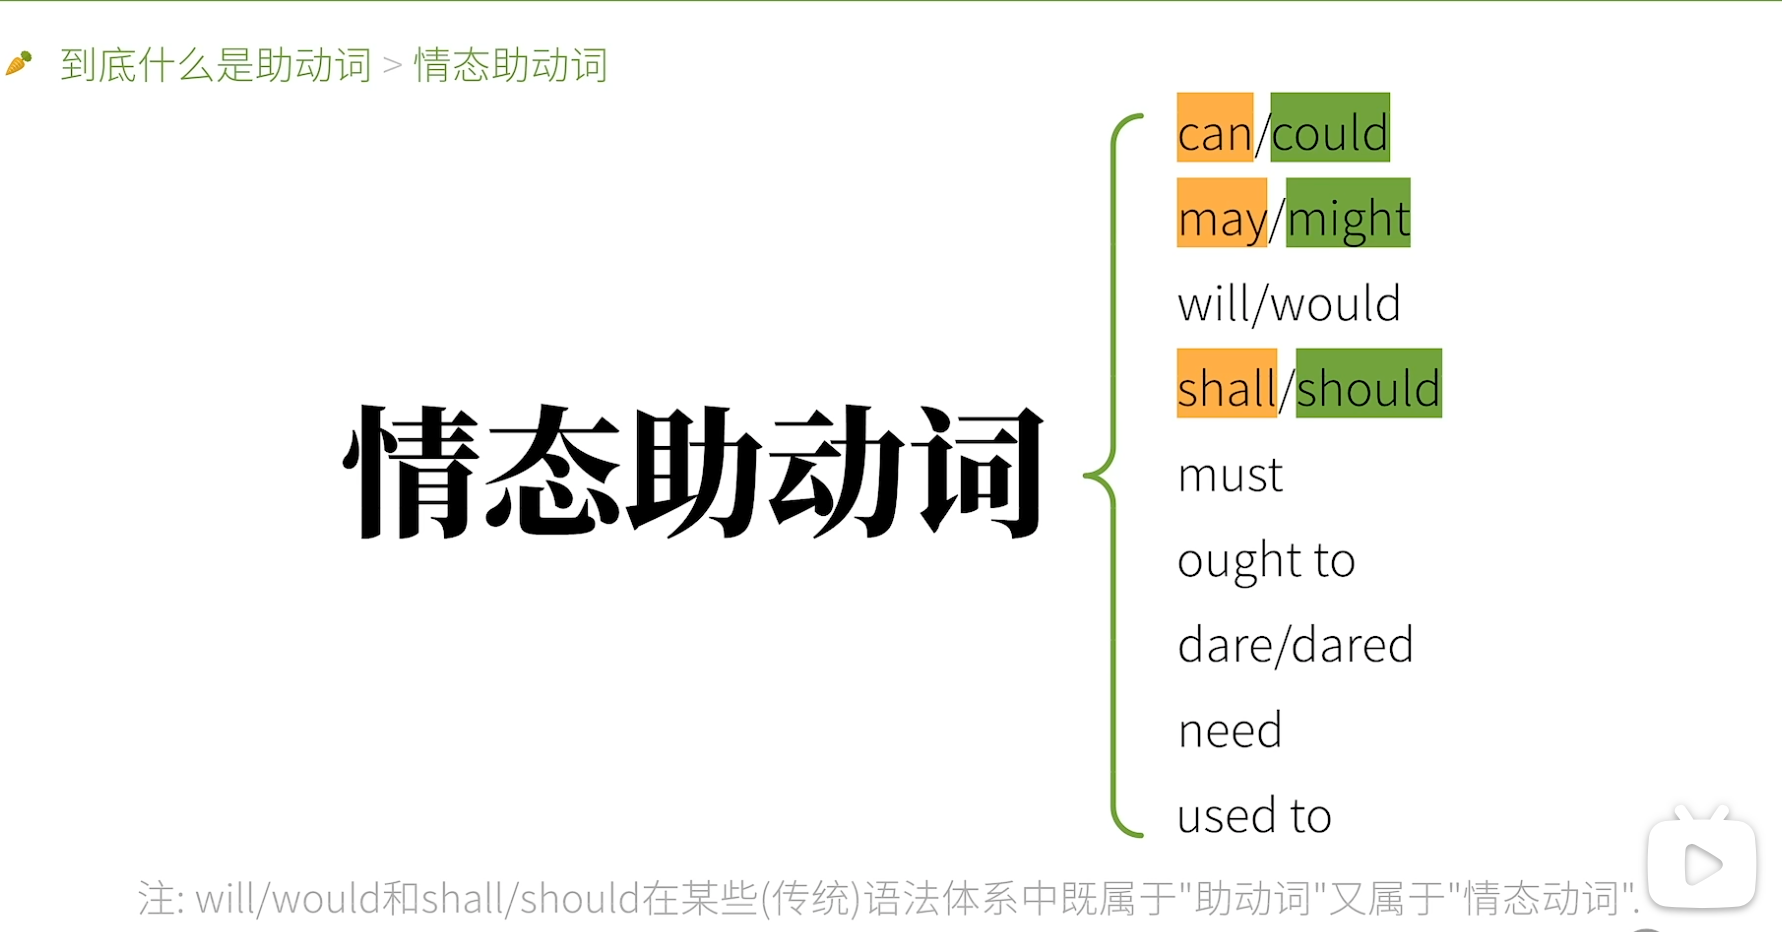 到底什么是助动词 > 情态助动词
情态助动词
can/could
may/might
will/would
shall/should
must
ought to
dare/dared
need
used to
注: will/would和shall/should在某些(传统)语法体系中既属于"助动词"又属于"情态动词".